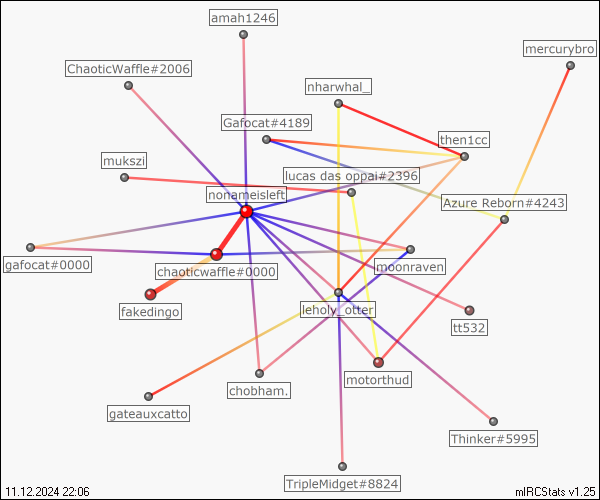 amah1246
mercurybro
ChaoticWaffle#2006
nharwhal_
Gafocat#4189
then1cc
mukszi
lucas das oppai#2396
nonameisleft
Azure Reborn#4243
gafocat#0000
chaoticwaffle#0000
moonraven
fakedingo
leholy_otter
tt532
motorthud
chobham.
gateauxcatto
Thinker#5995
TripleMidget#8824
11.12.2024 22:06
mIRCStats v1.25